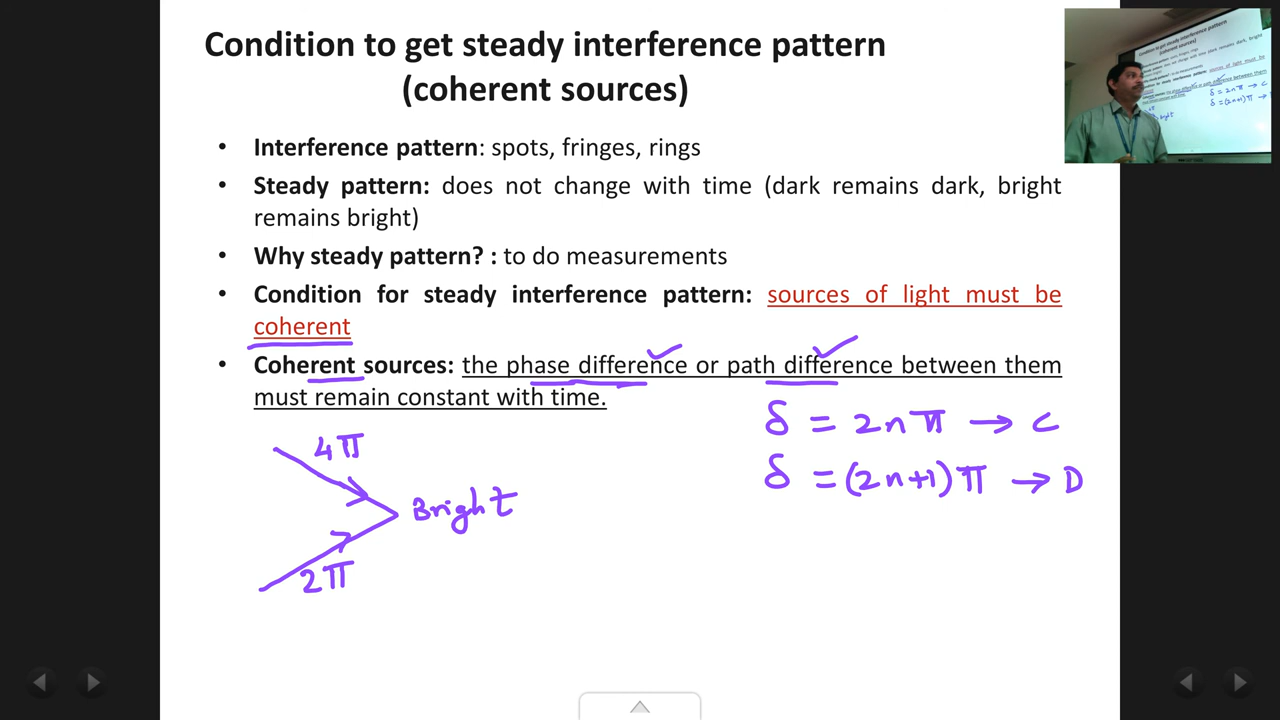 Condition to get steady interference pattern
(coherent sources)
• Interference pattern: spots, fringes, rings
• Steady pattern: does not change with time (dark remains dark, bright
remains bright)
• Why steady pattern? : to do measurements
• Condition for steady interference pattern: sources of light must be
coherent
• Coherent sources: the phase difference or path difference between them
must remain constant with time.
δ = 2nπ → C
δ = (2n+1)π → D
4π
Bright
2π